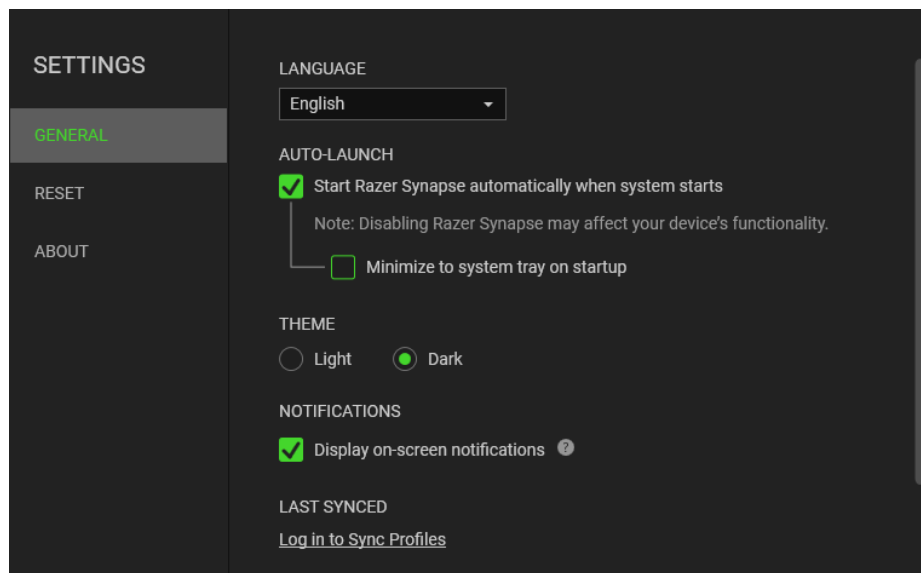 SETTINGS
GENERAL
RESET
ABOUT
LANGUAGE
English
AUTO-LAUNCH
Start Razer Synapse automatically when system starts
Note: Disabling Razer Synapse may affect your device’s functionality.
Minimize to system tray on startup
THEME
Light Dark
NOTIFICATIONS
Display on-screen notifications ?
LAST SYNCED
Log in to Sync Profiles